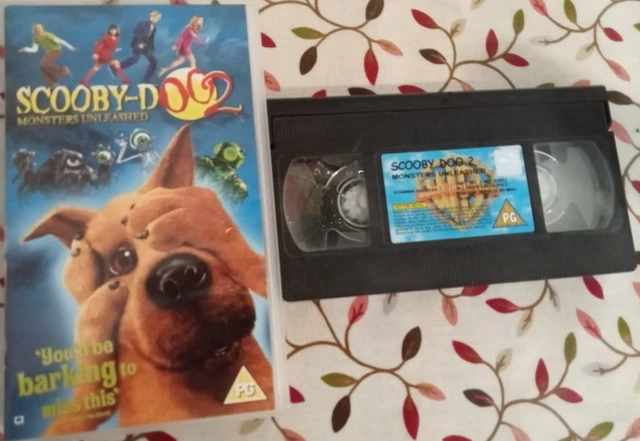 SCOOBY-DOO 2
MONSTERS UNLEASHED
'You'd be
barking to
miss this'
PG
SCOOBY DOO 2
MONSTERS UNLEASHED
PG